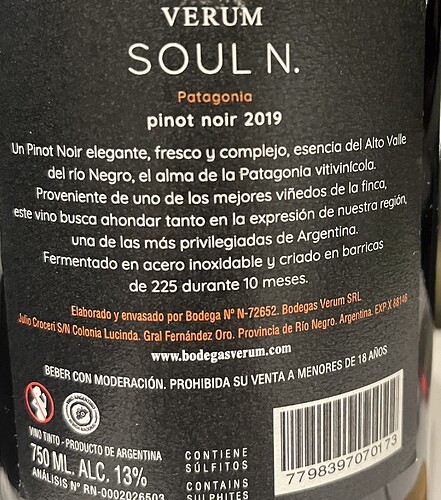 VERUM
SOUL N.
Patagonia
pinot noir 2019
Un Pinot Noir elegante, fresco y complejo, esencia del Alto Valle
del río Negro, el alma de la Patagonia vitivinícola.
Proveniente de uno de los mejores viñedos de la finca,
este vino busca ahondar tanto en la expresión de nuestra región,
una de las más privilegiadas de Argentina.
Fermentado en acero inoxidable y criado en barricas
de 225 durante 10 meses.
Elaborado y envasado por Bodega Nº N-72652. Bodegas Verum SRL
Julio Croceri S/N Colonia Lucinda. Gral Fernández Oro. Provincia de Río Negro. Argentina. EXP X 88146
www.bodegasverum.com
BEBER CON MODERACIÓN. PROHIBIDA SU VENTA A MENORES DE 18 AÑOS
VINO TINTO - PRODUCTO DE ARGENTINA
750 ML. ALC. 13%
ANÁLISIS Nº RN-0002026503
CONTIENE
SÚLFITOS
CONTAINS
SULPHITES
7798397070173